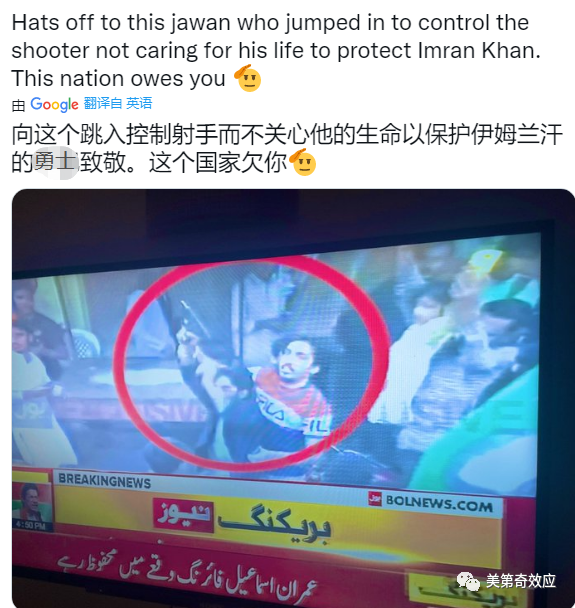 Hats off to this jawan who jumped in to control the
shooter not caring for his life to protect Imran Khan.
This nation owes you
由 Google 翻译自 英语
向这个跳入控制射手而不关心他的生命以保护伊姆兰汗
的勇士致敬。这个国家欠你
FILA
BREAKINGNEWS
BOLNEWS.COM
بریکنگ نیوز
4:50 PM
عمران اسماعیل فائرنگ واقعے میں محفوظ رہے
بریکنگ
美第奇效应